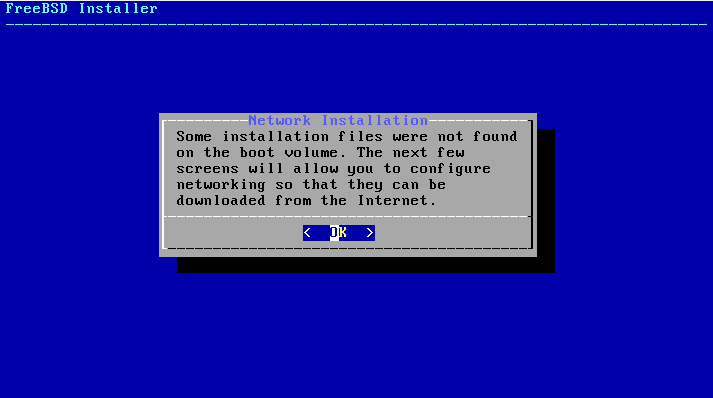 FreeBSD Installer
Network Installation
Some installation files were not found
on the boot volume. The next few
screens will allow you to configure
networking so that they can be
downloaded from the Internet.
<  OK  >